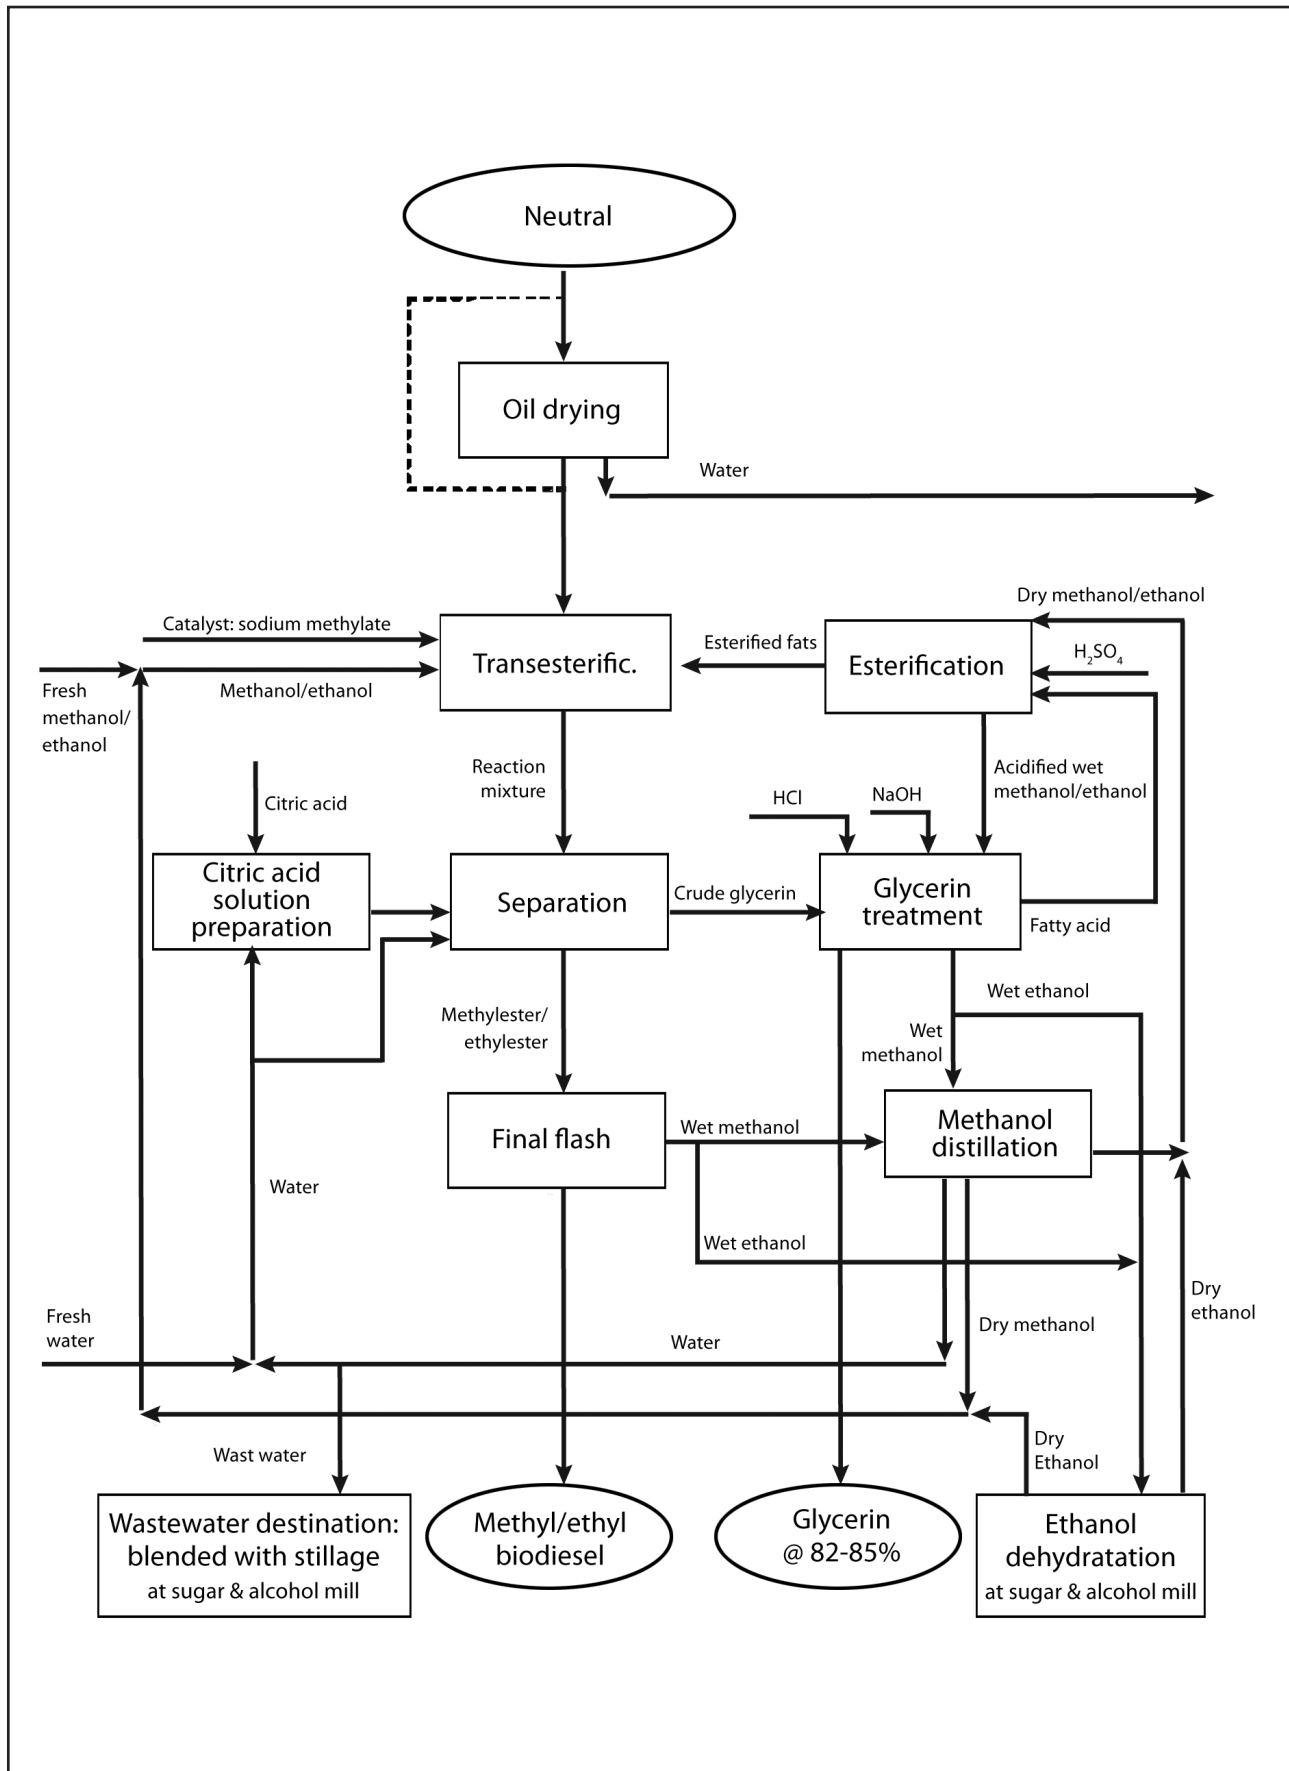 Neutral
Oil drying
Water
Dry methanol/ethanol
Catalyst: sodium methylate
Transesterific.
Esterified fats
Esterification
H₂SO₄
Fresh
methanol/
ethanol
Methanol/ethanol
Reaction
mixture
Acidified wet
methanol/ethanol
Citric acid
HCl
NaOH
Citric acid
solution
preparation
Separation
Crude glycerin
Glycerin
treatment
Fatty acid
Wet ethanol
Methylester/
ethylester
Wet
methanol
Final flash
Wet methanol
Methanol
distillation
Water
Wet ethanol
Dry
ethanol
Fresh
water
Water
Dry methanol
Wast water
Dry
Ethanol
Wastewater destination:
blended with stillage
at sugar & alcohol mill
Methyl/ethyl
biodiesel
Glycerin
@ 82-85%
Ethanol
dehydratation
at sugar & alcohol mill